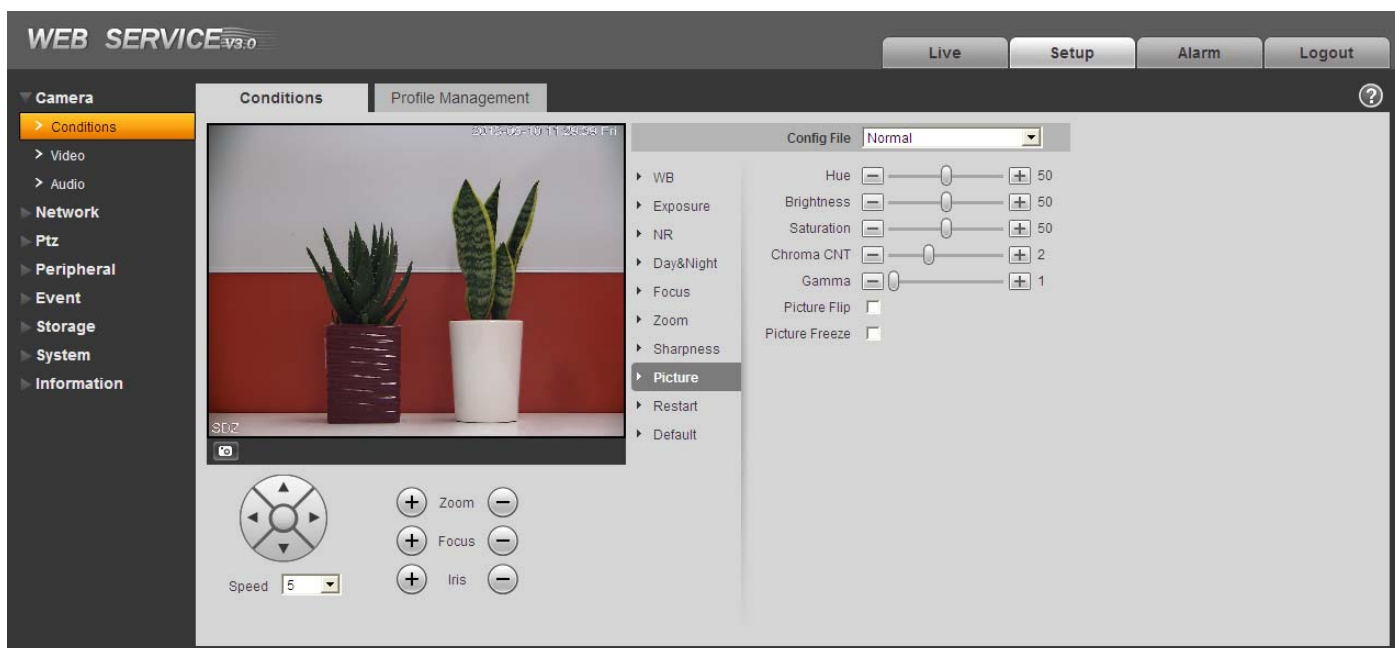 WEB SERVICE V3.0
Live
Setup
Alarm
Logout
Camera
Conditions
Video
Audio
Network
Ptz
Peripheral
Event
Storage
System
Information
Conditions
Profile Management
SDZ
Speed 5
Zoom
Focus
Iris
WB
Exposure
NR
Day&Night
Focus
Zoom
Sharpness
Picture
Restart
Default
Config File Normal
Hue 50
Brightness 50
Saturation 50
Chroma CNT 2
Gamma 1
Picture Flip
Picture Freeze